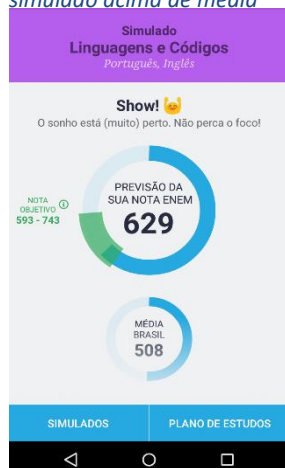 simulado acima de média
Simulado
Linguagens e Códigos
Português, Inglês
Show!
O sonho está (muito) perto. Não perca o foco!
NOTA
OBJETIVO
593 - 743
PREVISÃO DA
SUA NOTA ENEM
629
MÉDIA
BRASIL
508
SIMULADOS
PLANO DE ESTUDOS